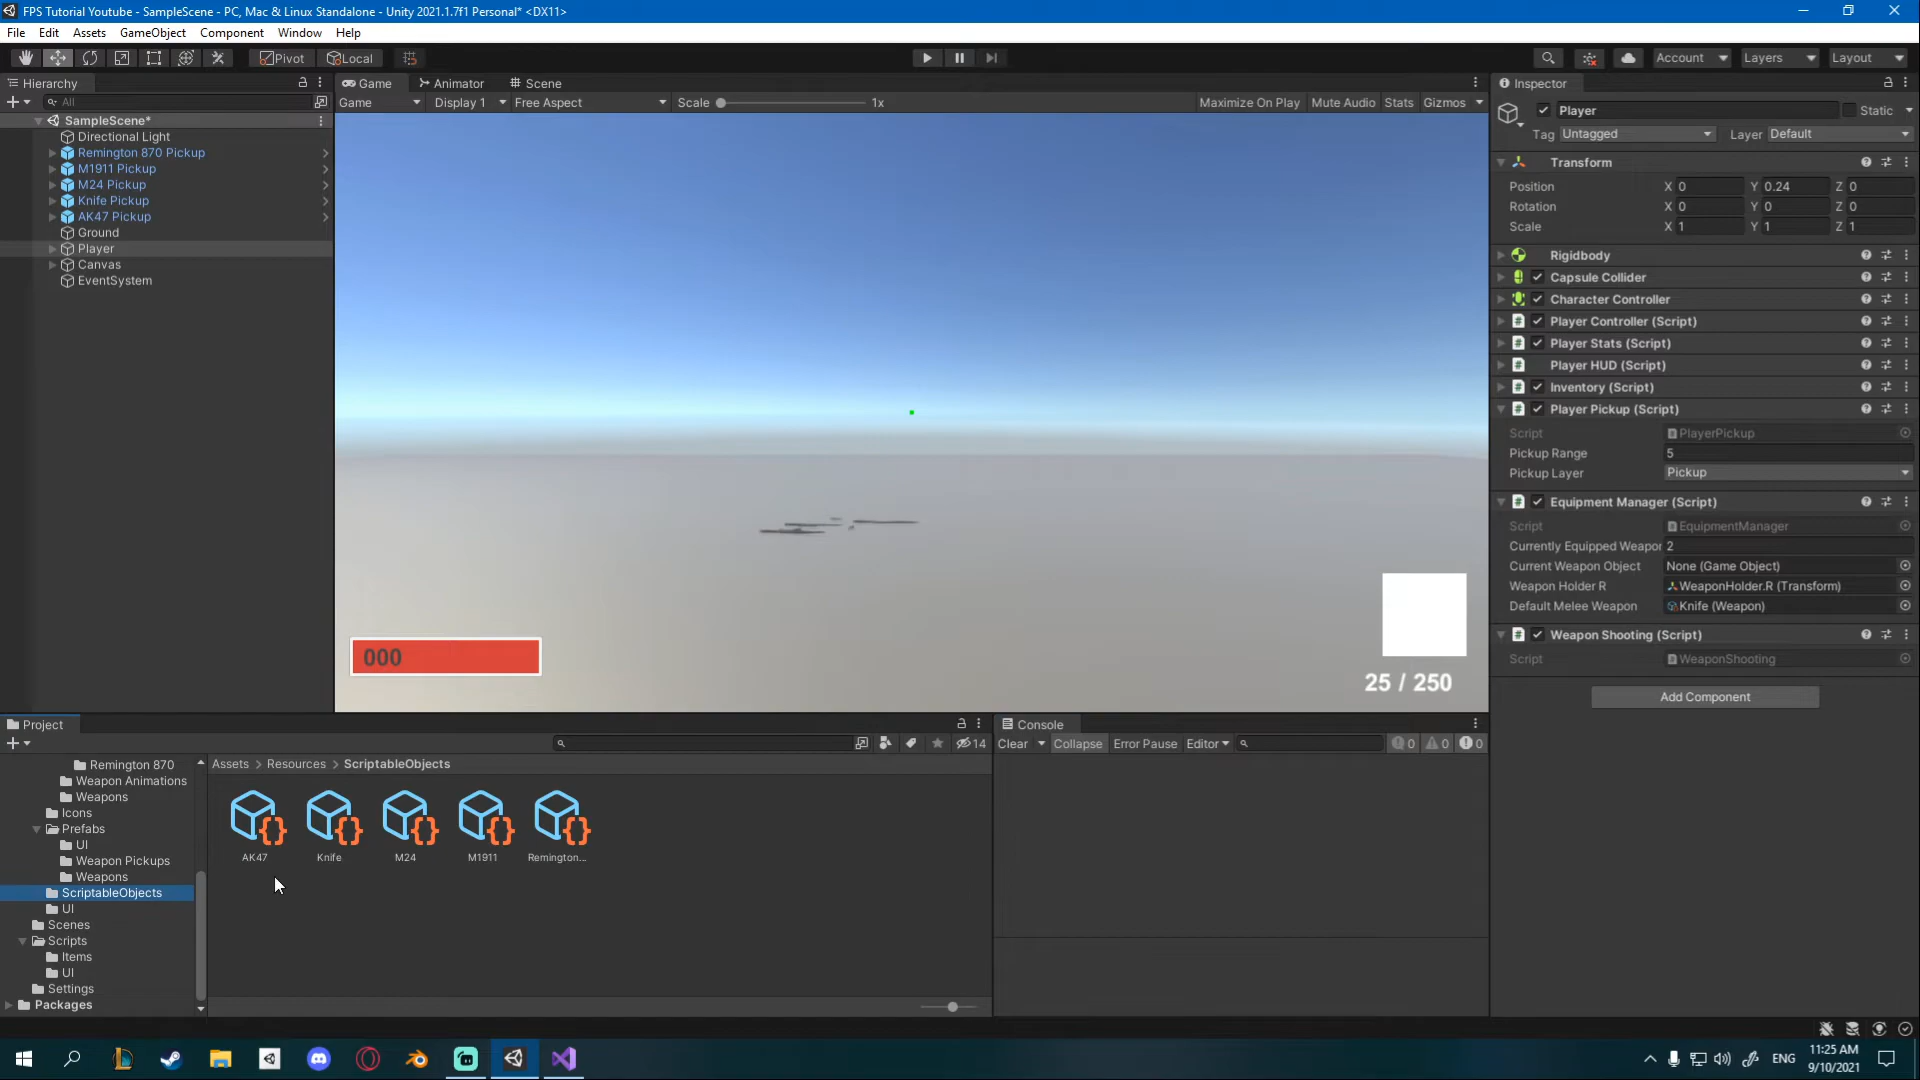 FPS Tutorial Youtube - SampleScene - PC, Mac & Linux Standalone - Unity 2021.1.7f1 Personal* <DX11>
File Edit Assets GameObject Component Window Help
Pivot Local Account Layers Layout
Hierarchy
All
SampleScene*
Directional Light
Remington 870 Pickup
M1911 Pickup
M24 Pickup
Knife Pickup
AK47 Pickup
Ground
Player
Canvas
EventSystem
Game Animator Scene
Game Display 1 Free Aspect Scale 1x Maximize On Play Mute Audio Stats Gizmos
000
25 / 250
Inspector
Player Static
Tag Untagged Layer Default
Transform
Position X 0 Y 0.24 Z 0
Rotation X 0 Y 0 Z 0
Scale X 1 Y 1 Z 1
Rigidbody
Capsule Collider
Character Controller
Player Controller (Script)
Player Stats (Script)
Player HUD (Script)
Inventory (Script)
Player Pickup (Script)
Script PlayerPickup
Pickup Range 5
Pickup Layer Pickup
Equipment Manager (Script)
Script EquipmentManager
Currently Equipped Weapor 2
Current Weapon Object None (Game Object)
Weapon Holder R WeaponHolder.R (Transform)
Default Melee Weapon Knife (Weapon)
Weapon Shooting (Script)
Script WeaponShooting
Add Component
Project
14
Remington 870
Weapon Animations
Weapons
Icons
Prefabs
UI
Weapon Pickups
Weapons
ScriptableObjects
UI
Scenes
Scripts
Items
UI
Settings
Packages
Assets > Resources > ScriptableObjects
AK47 Knife M24 M1911 Remington...
Console
Clear Collapse Error Pause Editor 0 0 0
ENG
11:25 AM
9/10/2021